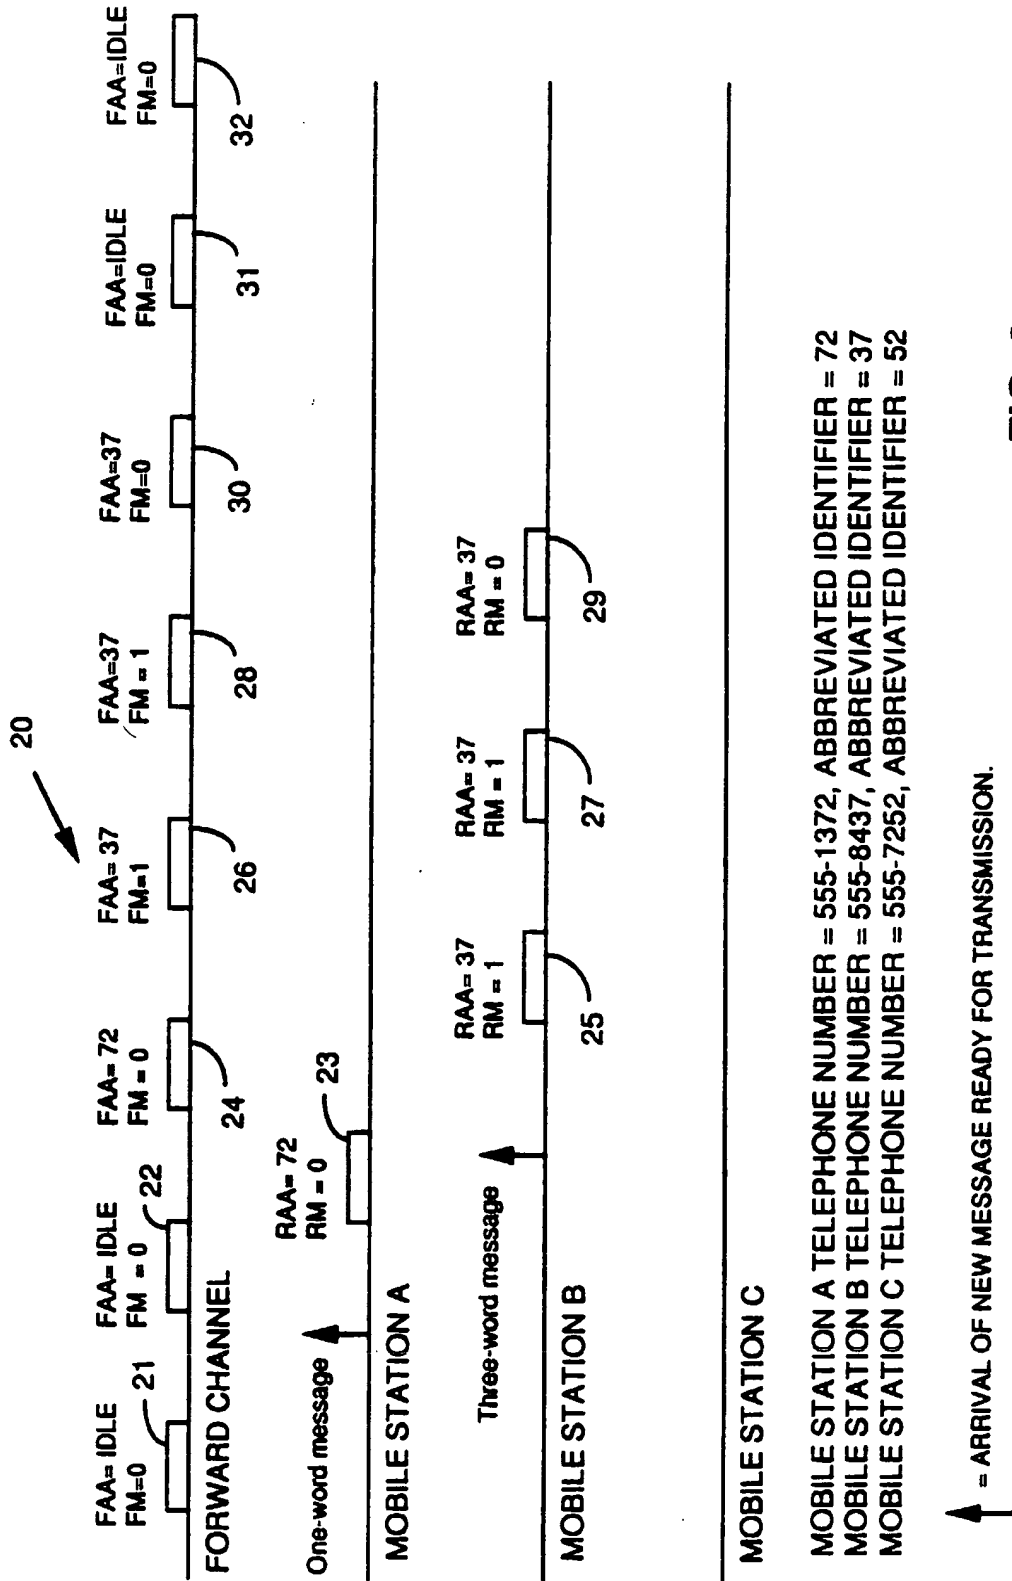 20
FAA= IDLE
FM=0
21
FAA= IDLE
FM = 0
22
FAA= 72
FM = 0
24
FAA= 37
FM=1
26
FAA=37
FM = 1
28
FAA=37
FM=0
30
FAA=IDLE
FM=0
31
FAA=IDLE
FM=0
32
FORWARD CHANNEL
One-word message
RAA= 72
RM = 0
23
MOBILE STATION A
Three-word message
RAA= 37
RM = 1
25
RAA= 37
RM = 1
27
RAA= 37
RM = 0
29
MOBILE STATION B
MOBILE STATION C
MOBILE STATION A TELEPHONE NUMBER = 555-1372, ABBREVIATED IDENTIFIER = 72
MOBILE STATION B TELEPHONE NUMBER = 555-8437, ABBREVIATED IDENTIFIER = 37
MOBILE STATION C TELEPHONE NUMBER = 555-7252, ABBREVIATED IDENTIFIER = 52
= ARRIVAL OF NEW MESSAGE READY FOR TRANSMISSION.